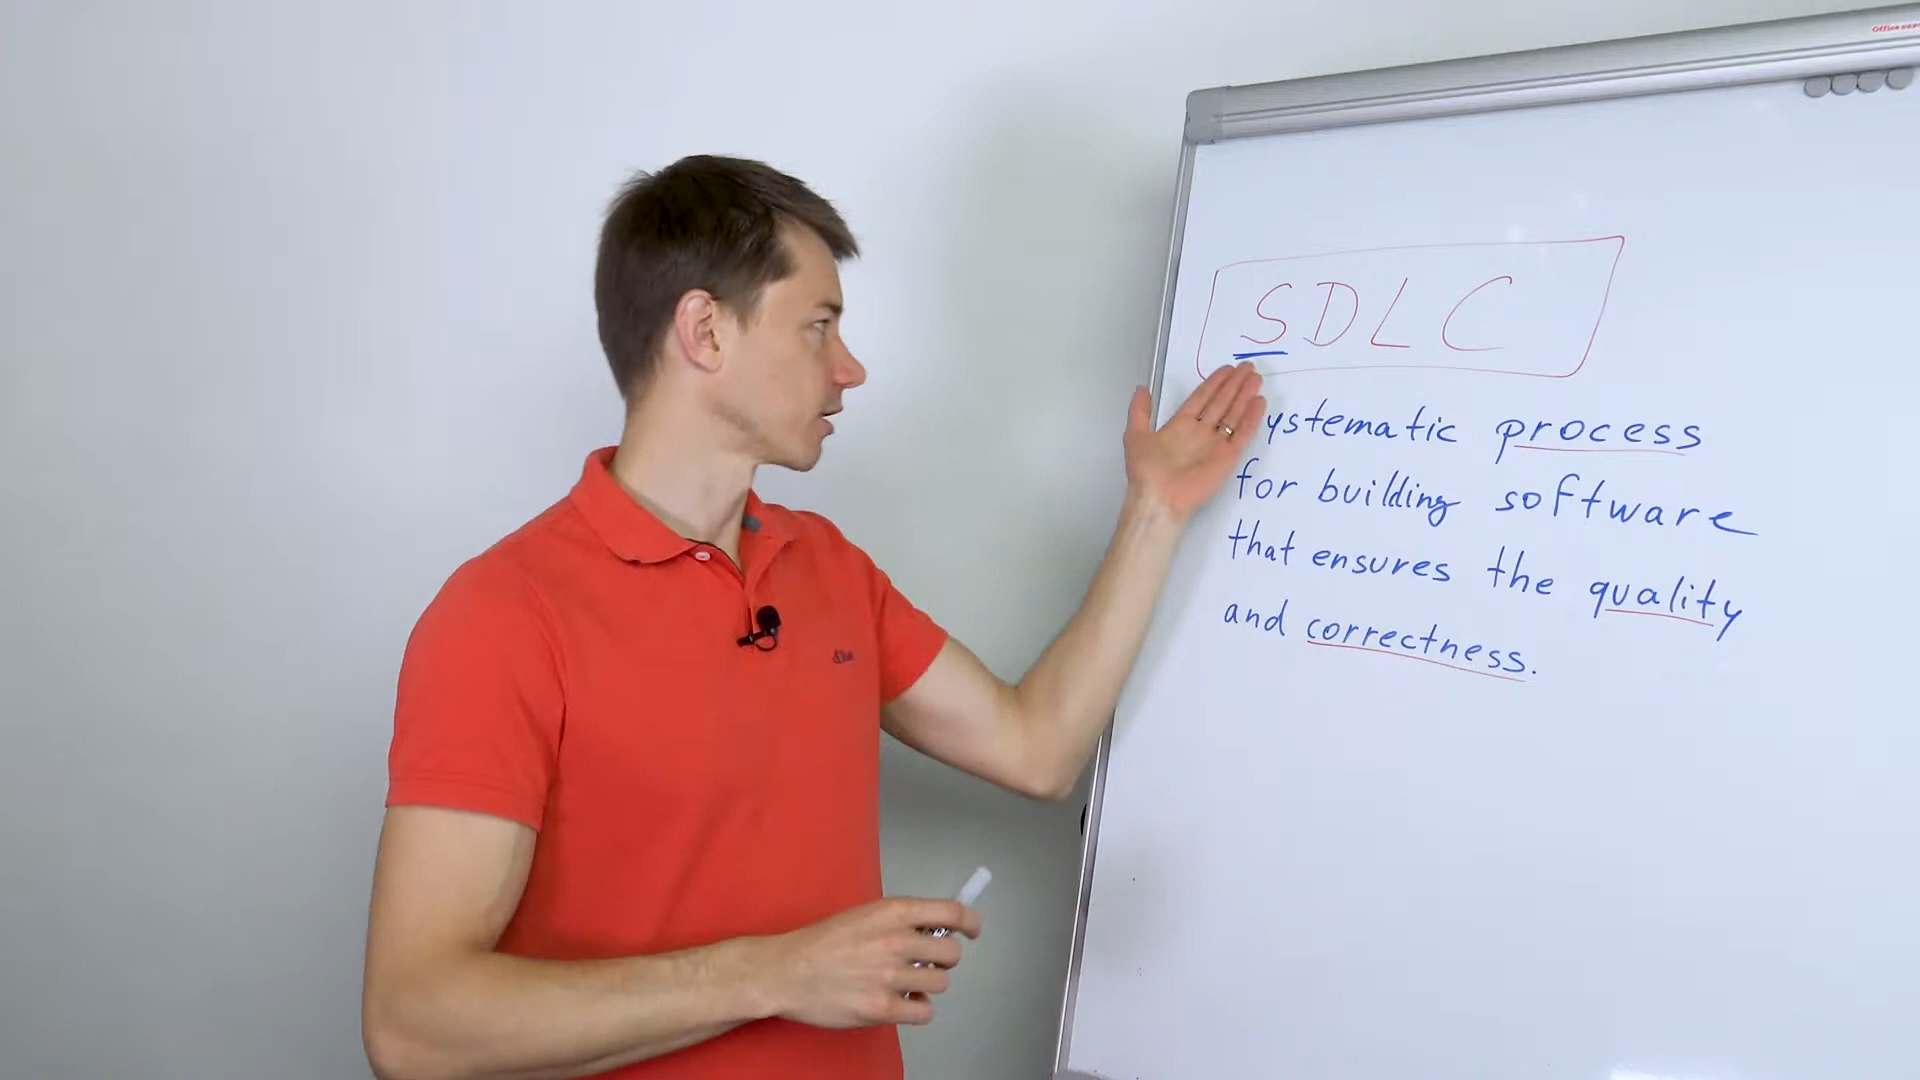 SDLC
ystematic process
for building software
that ensures the quality
and correctness.